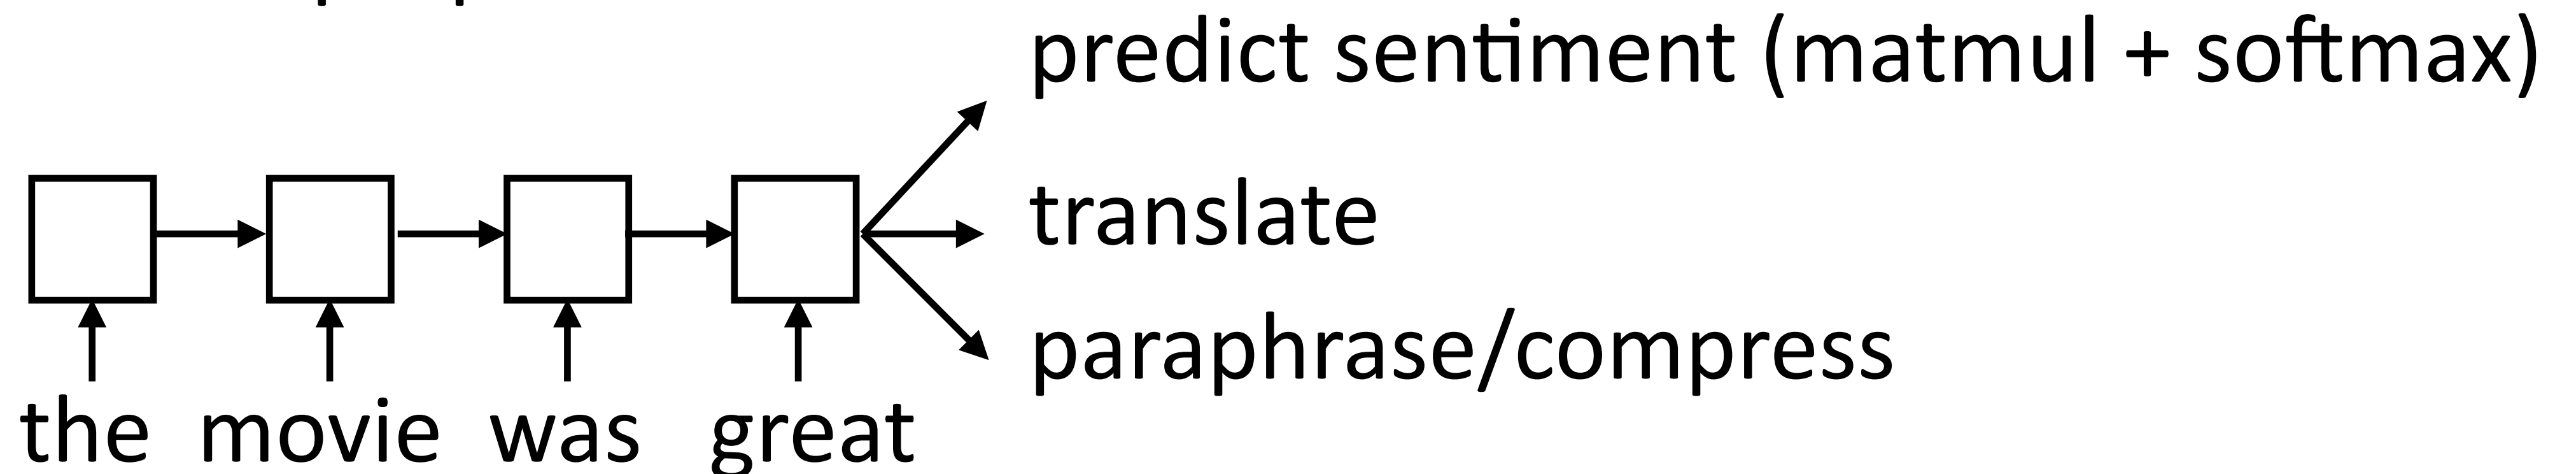 predict sentiment (matmul + softmax)
translate
paraphrase/compress
the movie was great